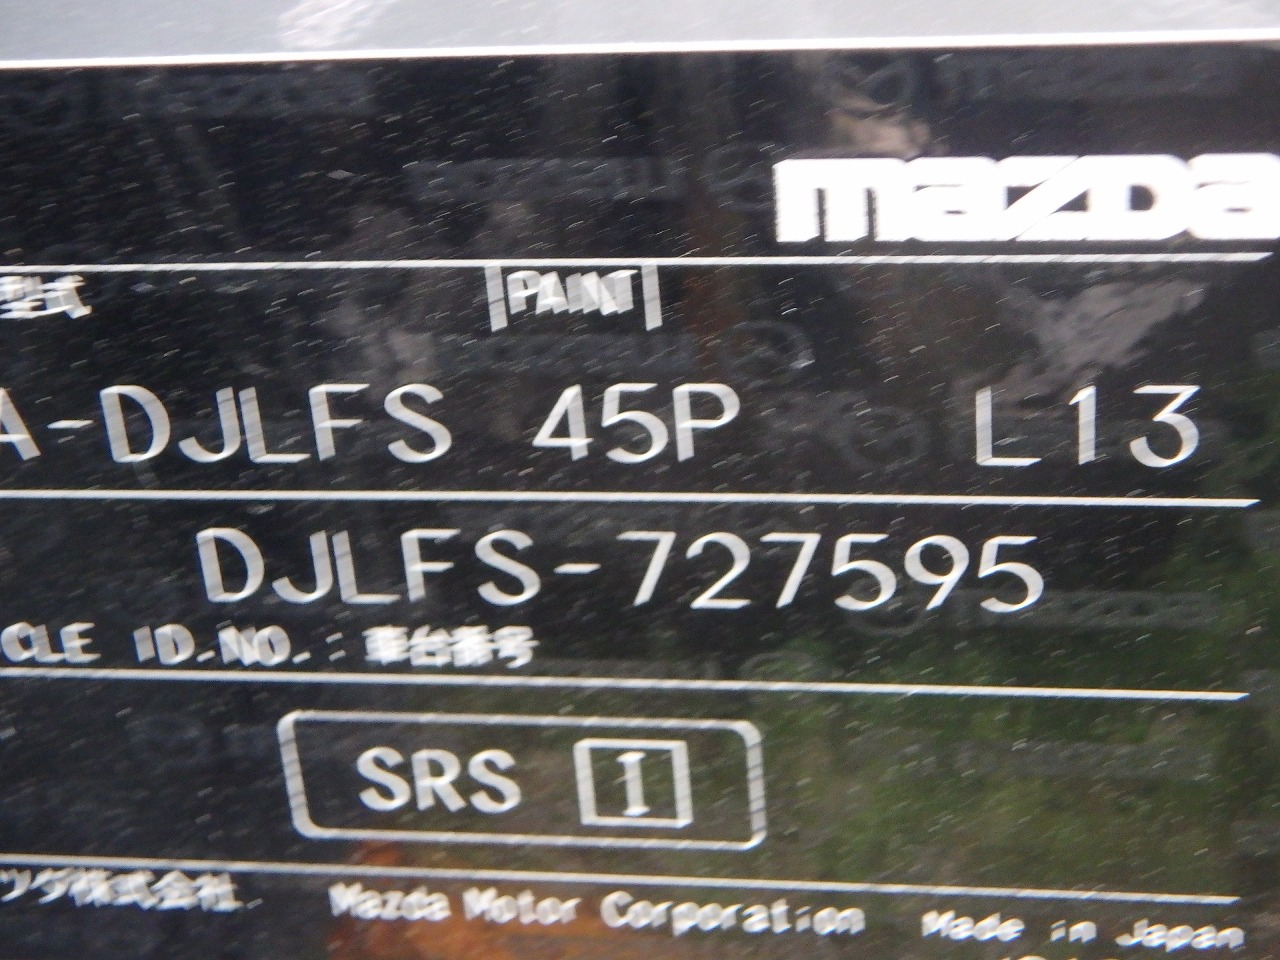 mazda
型式 PAINT
A-DJLFS 45P L13
DJLFS-727595
CLE ID.NO.: 車台番号
SRS I
ツダ株式会社. Mazda Motor Corporation Made in Japan